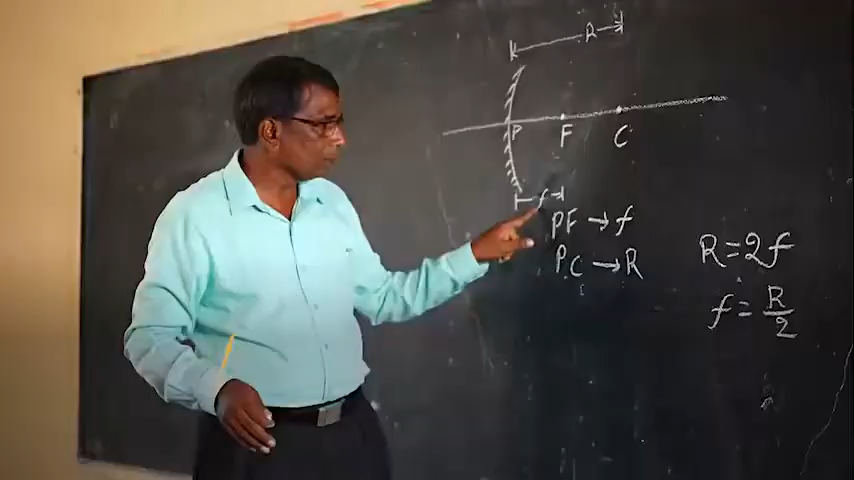 R
P F C
f
PF → f
PC → R
R = 2f
f = R/2